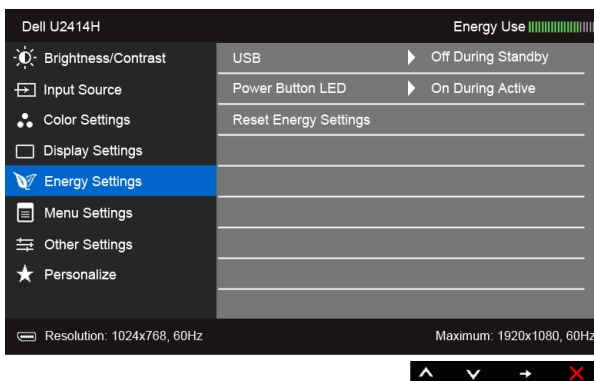 Dell U2414H Energy Use
Brightness/Contrast
Input Source
Color Settings
Display Settings
Energy Settings
Menu Settings
Other Settings
Personalize
USB Off During Standby
Power Button LED On During Active
Reset Energy Settings
Resolution: 1024x768, 60Hz Maximum: 1920x1080, 60Hz